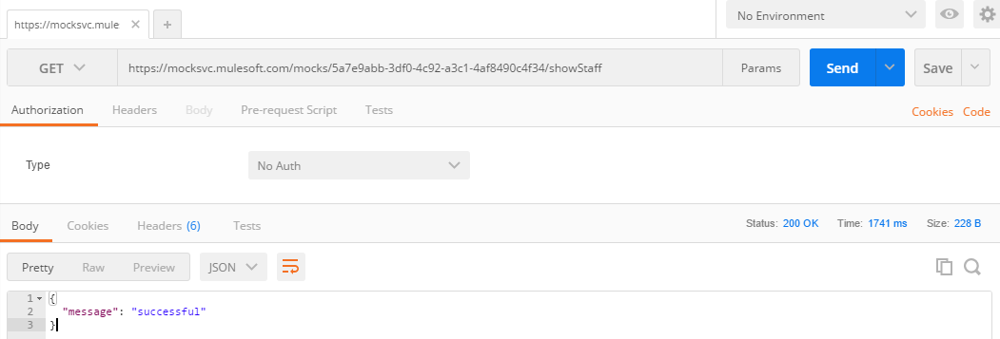 https://mocksvc.mule × +
No Environment
GET https://mocksvc.mulesoft.com/mocks/5a7e9abb-3df0-4c92-a3c1-4af8490c4f34/showStaff Params Send Save
Authorization Headers Body Pre-request Script Tests Cookies Code
Type No Auth
Body Cookies Headers (6) Tests Status: 200 OK Time: 1741 ms Size: 228 B
Pretty Raw Preview JSON
1 {
2 "message": "successful"
3 }